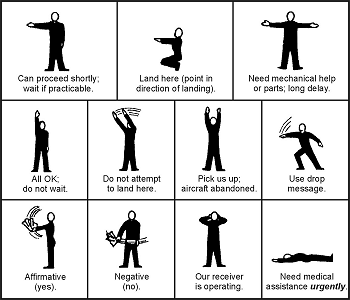 Can proceed shortly;
wait if practicable.
Land here (point in
direction of landing).
Need mechanical help
or parts; long delay.
All OK;
do not wait.
Do not attempt
to land here.
Pick us up;
aircraft abandoned.
Use drop
message.
Affirmative
(yes).
Negative
(no).
Our receiver
is operating.
Need medical
assistance urgently.